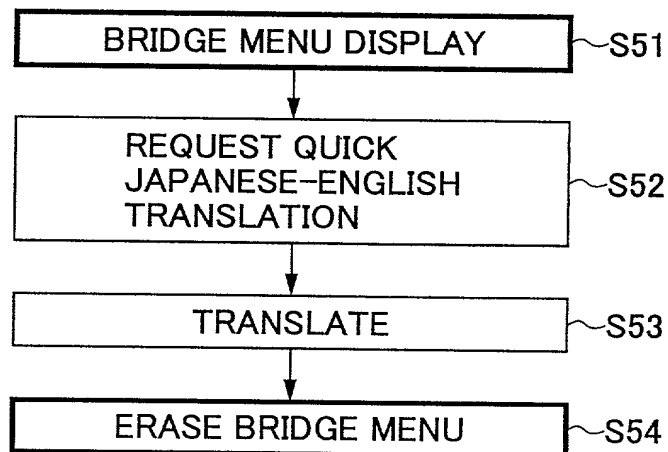 BRIDGE MENU DISPLAY
S51
REQUEST QUICK
JAPANESE-ENGLISH
TRANSLATION
S52
TRANSLATE
S53
ERASE BRIDGE MENU
S54